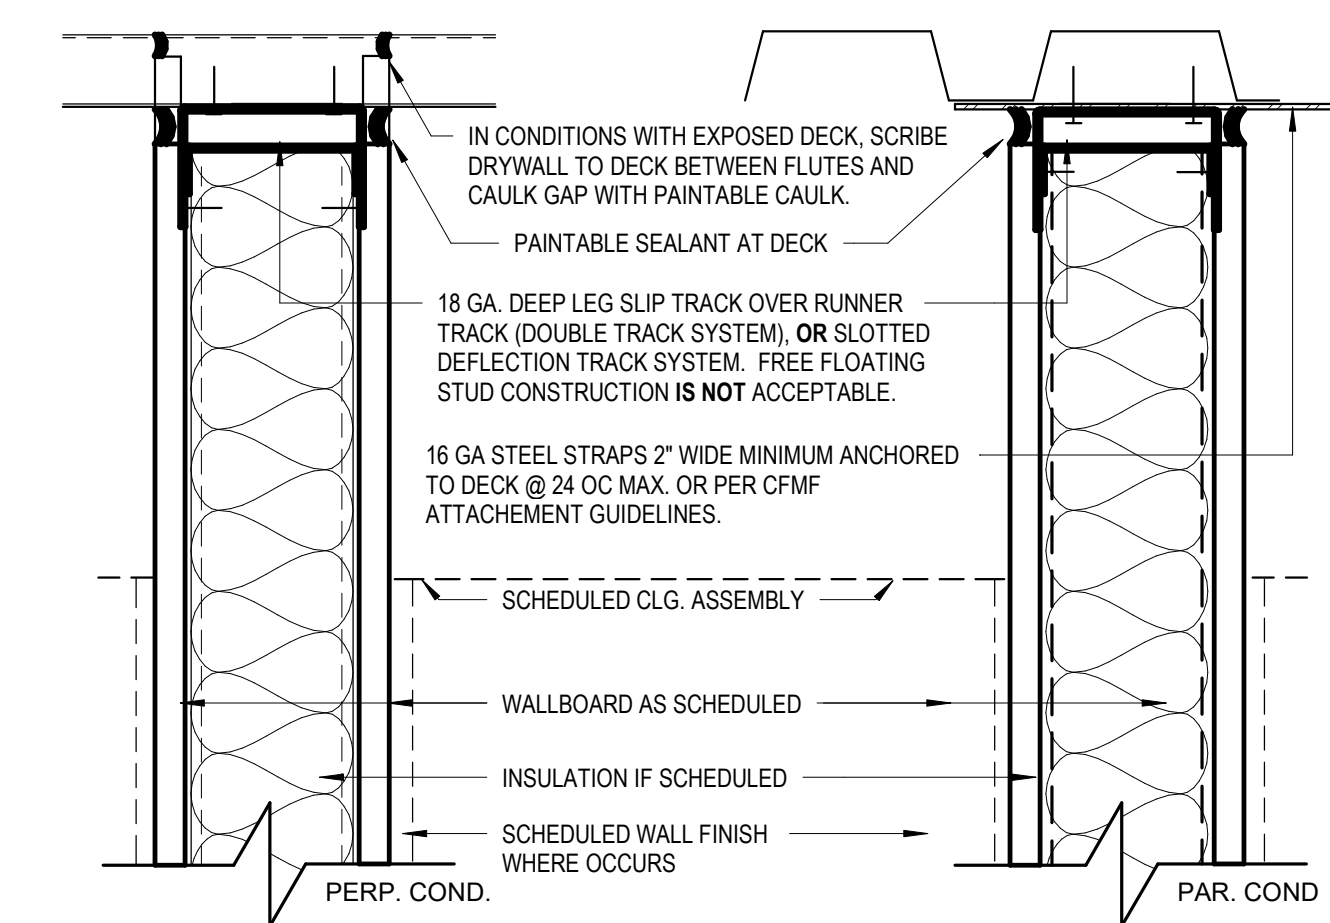 IN CONDITIONS WITH EXPOSED DECK, SCRIBE
DRYWALL TO DECK BETWEEN FLUTES AND
CAULK GAP WITH PAINTABLE CAULK.
PAINTABLE SEALANT AT DECK
18 GA. DEEP LEG SLIP TRACK OVER RUNNER
TRACK (DOUBLE TRACK SYSTEM), OR SLOTTED
DEFLECTION TRACK SYSTEM. FREE FLOATING
STUD CONSTRUCTION IS NOT ACCEPTABLE.
16 GA STEEL STRAPS 2" WIDE MINIMUM ANCHORED
TO DECK @ 24 OC MAX. OR PER CFMF
ATTACHEMENT GUIDELINES.
SCHEDULED CLG. ASSEMBLY
WALLBOARD AS SCHEDULED
INSULATION IF SCHEDULED
SCHEDULED WALL FINISH
WHERE OCCURS
PERP. COND.
PAR. COND